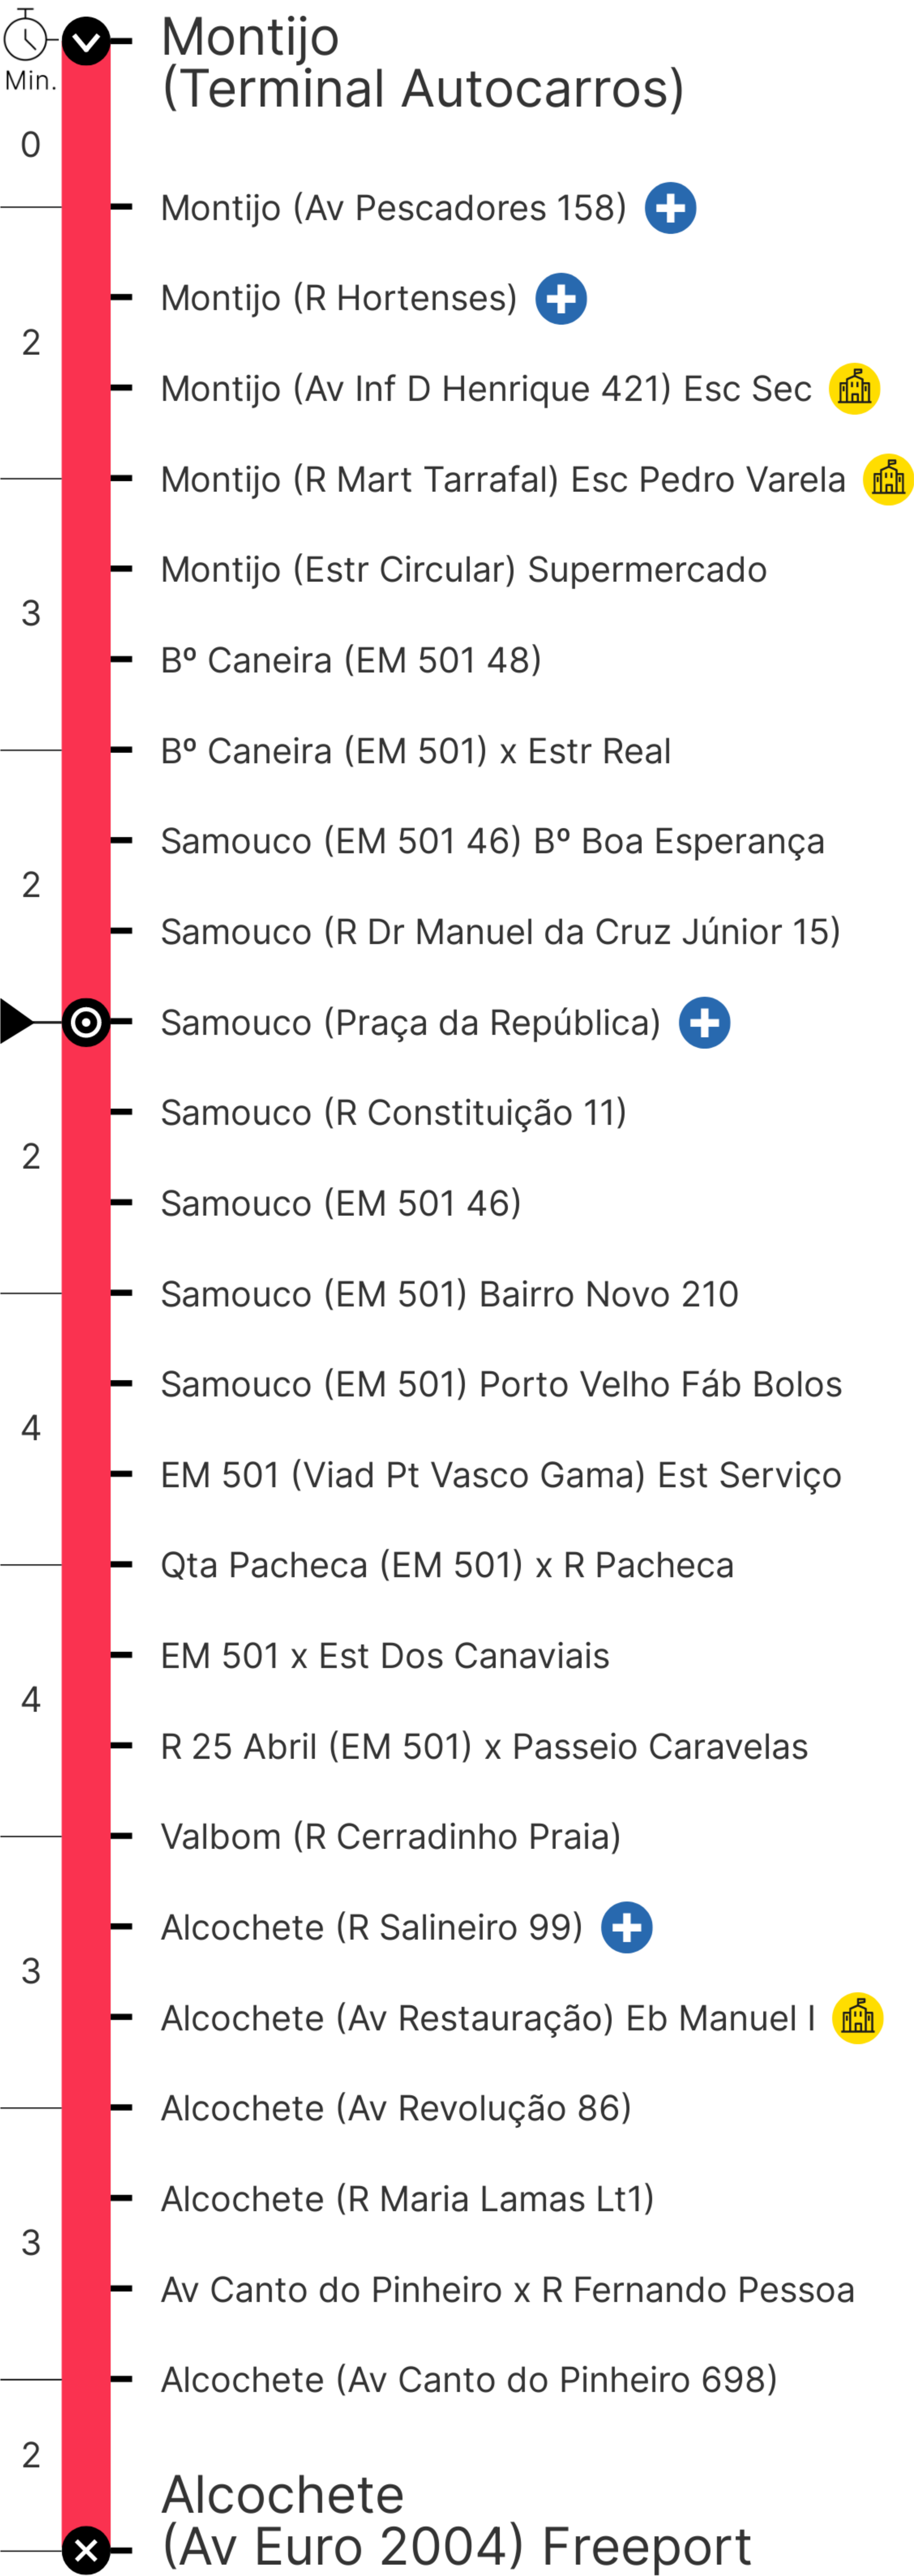 Montijo
(Terminal Autocarros)
Min.
0
Montijo (Av Pescadores 158)
Montijo (R Hortenses)
2
Montijo (Av Inf D Henrique 421) Esc Sec
Montijo (R Mart Tarrafal) Esc Pedro Varela
Montijo (Estr Circular) Supermercado
3
Bº Caneira (EM 501 48)
Bº Caneira (EM 501) x Estr Real
Samouco (EM 501 46) Bº Boa Esperança
2
Samouco (R Dr Manuel da Cruz Júnior 15)
Samouco (Praça da República)
Samouco (R Constituição 11)
2
Samouco (EM 501 46)
Samouco (EM 501) Bairro Novo 210
Samouco (EM 501) Porto Velho Fáb Bolos
4
EM 501 (Viad Pt Vasco Gama) Est Serviço
Qta Pacheca (EM 501) x R Pacheca
EM 501 x Est Dos Canaviais
4
R 25 Abril (EM 501) x Passeio Caravelas
Valbom (R Cerradinho Praia)
Alcochete (R Salineiro 99)
3
Alcochete (Av Restauração) Eb Manuel I
Alcochete (Av Revolução 86)
Alcochete (R Maria Lamas Lt1)
3
Av Canto do Pinheiro x R Fernando Pessoa
Alcochete (Av Canto do Pinheiro 698)
2
Alcochete
(Av Euro 2004) Freeport